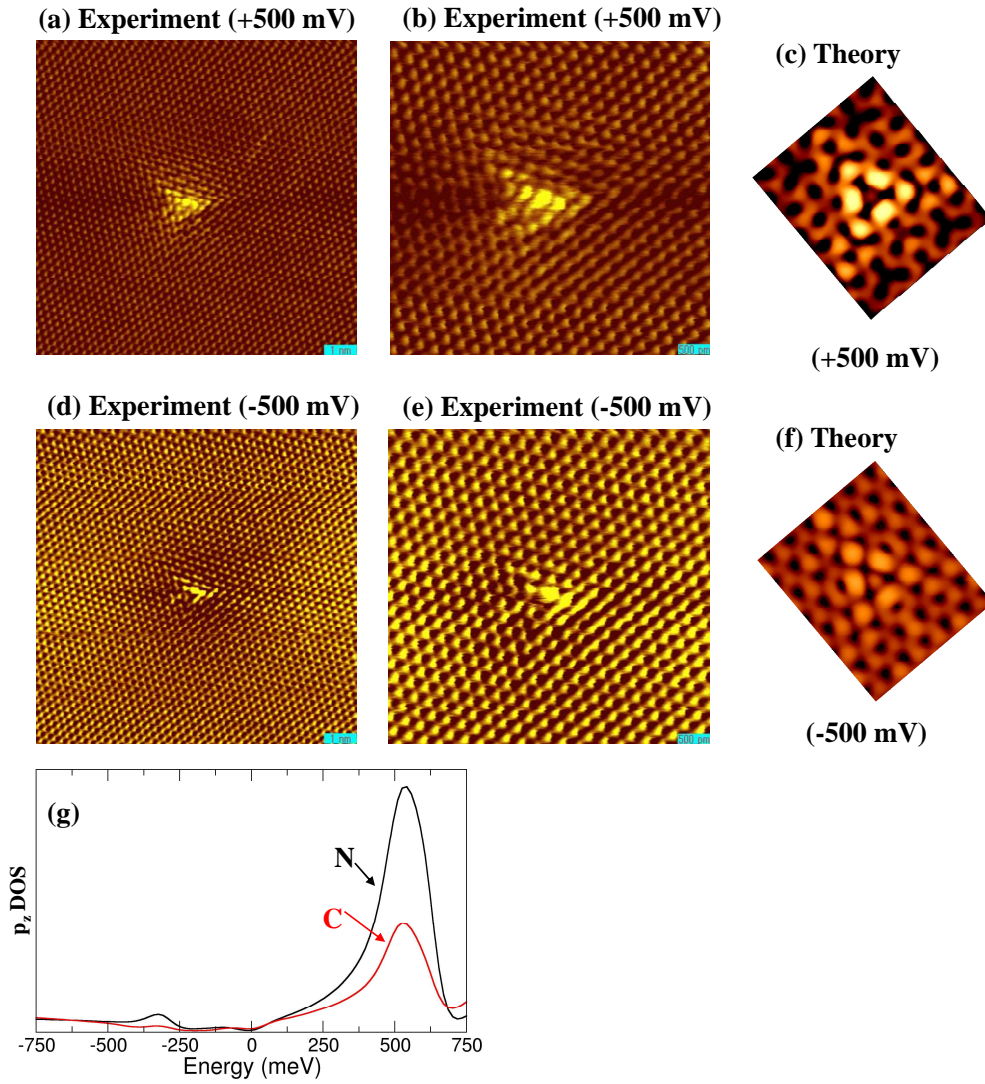 (a) Experiment (+500 mV)
(b) Experiment (+500 mV)
(c) Theory
1 nm
500 pm
(+500 mV)
(d) Experiment (-500 mV)
(e) Experiment (-500 mV)
(f) Theory
1 nm
500 pm
(-500 mV)
(g)
N
C
p_z DOS
-750 -500 -250 0 250 500 750
Energy (meV)